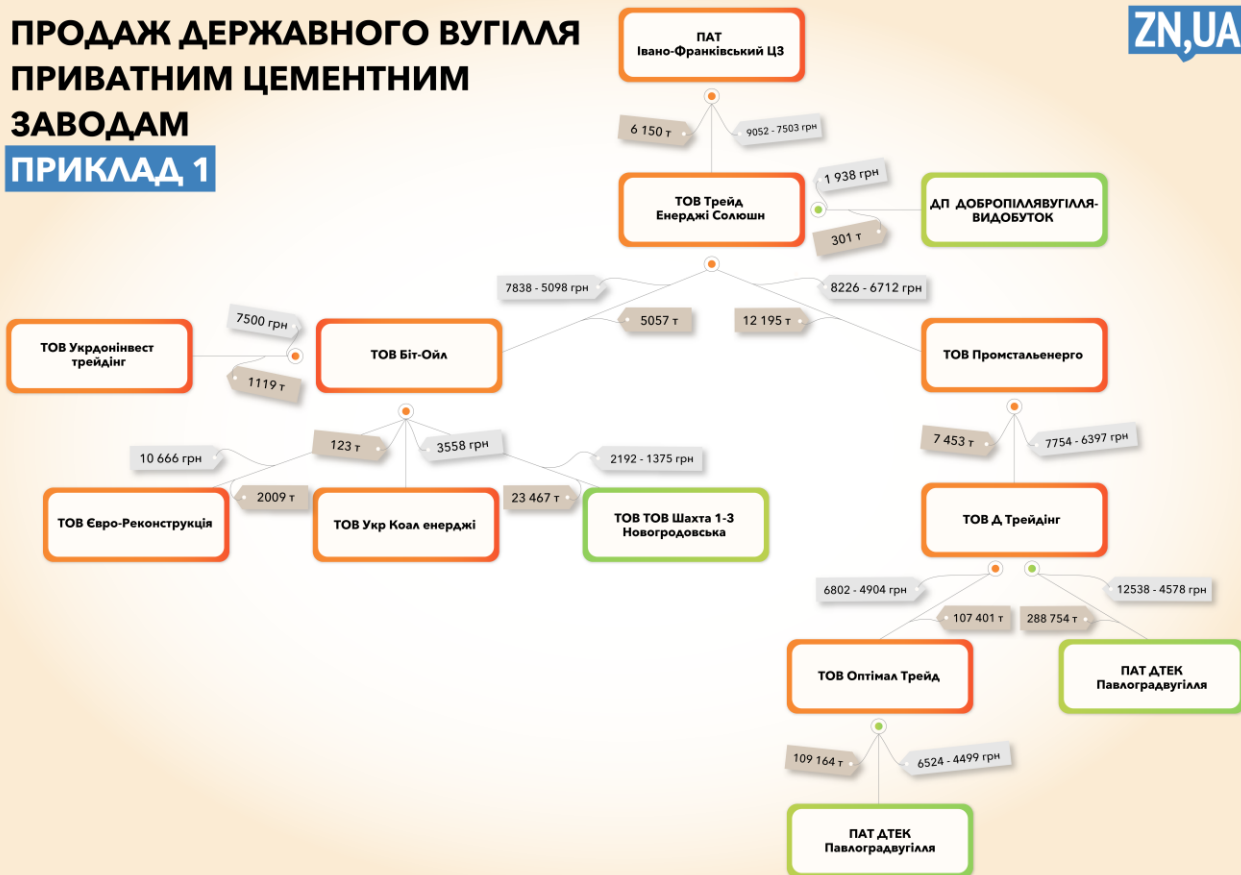 ПРОДАЖ ДЕРЖАВНОГО ВУГІЛЛЯ
ПРИВАТНИМ ЦЕМЕНТНИМ
ЗАВОДАМ
ПРИКЛАД 1
ZN,UA
ПАТ
Івано-Франківський ЦЗ
6 150 т
9052 - 7503 грн
ТОВ Трейд
Енерджі Солюшн
1 938 грн
301 т
ДП ДОБРОПІЛЛЯВУГІЛЛЯ-
ВИДОБУТОК
7838 - 5098 грн
5057 т
8226 - 6712 грн
12 195 т
ТОВ Укрдонінвест
трейдінг
7500 грн
1119 т
ТОВ Біт-Ойл
ТОВ Промстальенерго
10 666 грн
2009 т
123 т
3558 грн
2192 - 1375 грн
23 467 т
7 453 т
7754 - 6397 грн
ТОВ Євро-Реконструкція
ТОВ Укр Коал енерджі
ТОВ ТОВ Шахта 1-3
Новогродовська
ТОВ Д Трейдінг
6802 - 4904 грн
107 401 т
12538 - 4578 грн
288 754 т
ТОВ Оптімал Трейд
ПАТ ДТЕК
Павлоградвугілля
109 164 т
6524 - 4499 грн
ПАТ ДТЕК
Павлоградвугілля